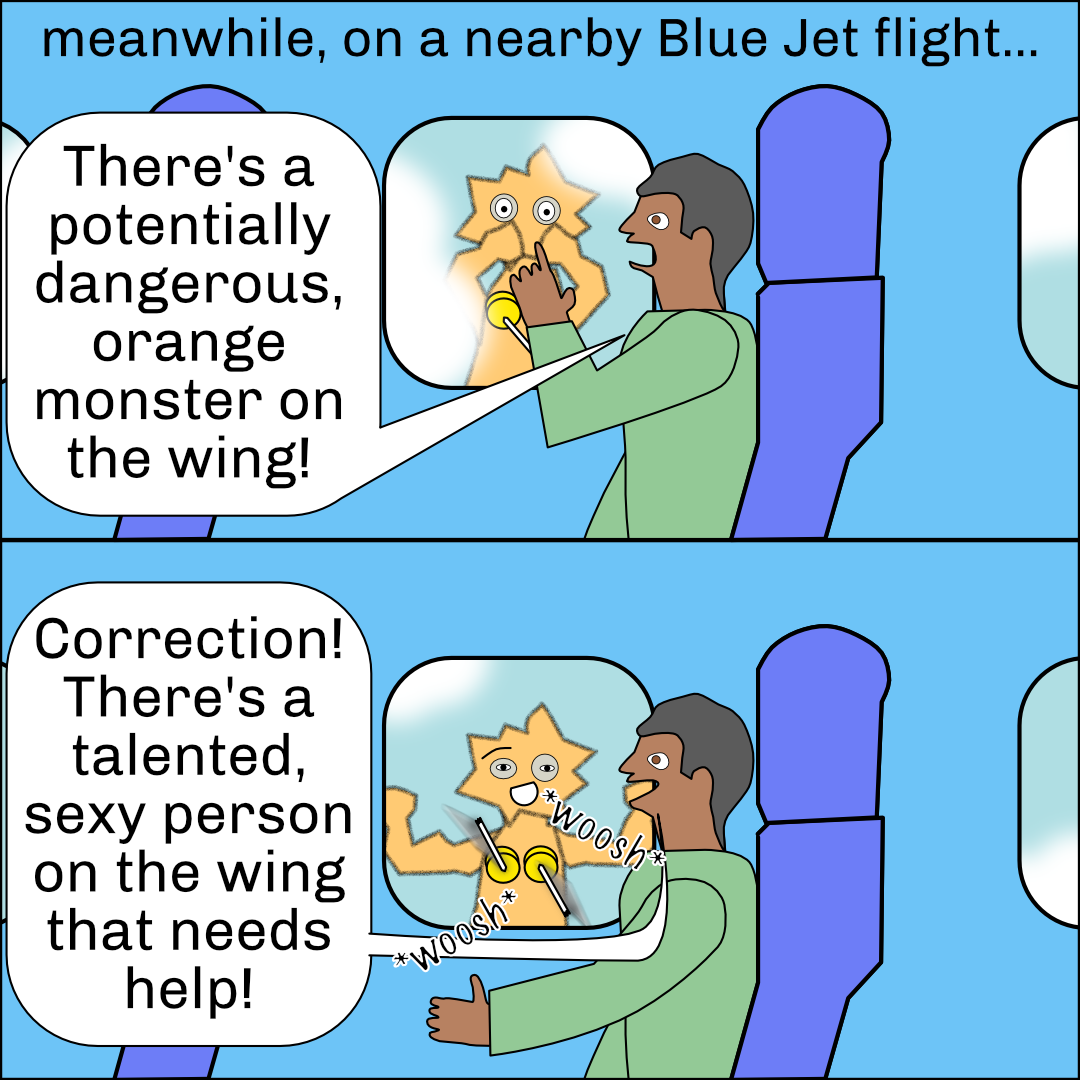 meanwhile, on a nearby Blue Jet flight...
There's a
potentially
dangerous,
orange
monster on
the wing!
Correction!
There's a
talented,
sexy person
on the wing
that needs
help!
*woosh*
*woosh*